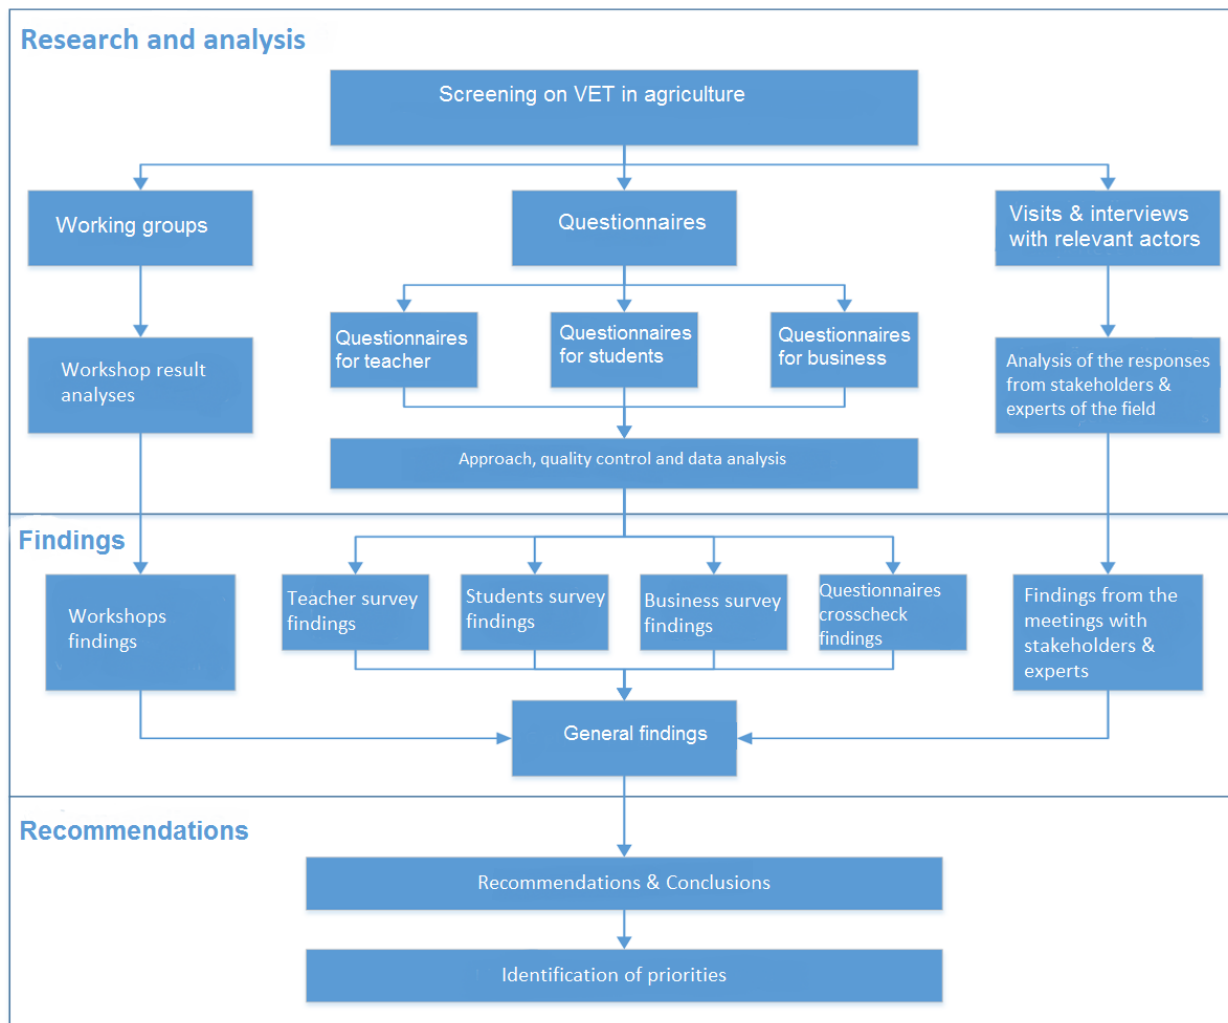 Research and analysis
Screening on VET in agriculture
Working groups
Questionnaires
Visits & interviews
with relevant actors
Questionnaires
for teacher
Questionnaires
for students
Questionnaires
for business
Workshop result
analyses
Analysis of the responses
from stakeholders &
experts of the field
Approach, quality control and data analysis
Findings
Workshops
findings
Teacher survey
findings
Students survey
findings
Business survey
findings
Questionnaires
crosscheck
findings
Findings from the
meetings with
stakeholders &
experts
General findings
Recommendations
Recommendations & Conclusions
Identification of priorities